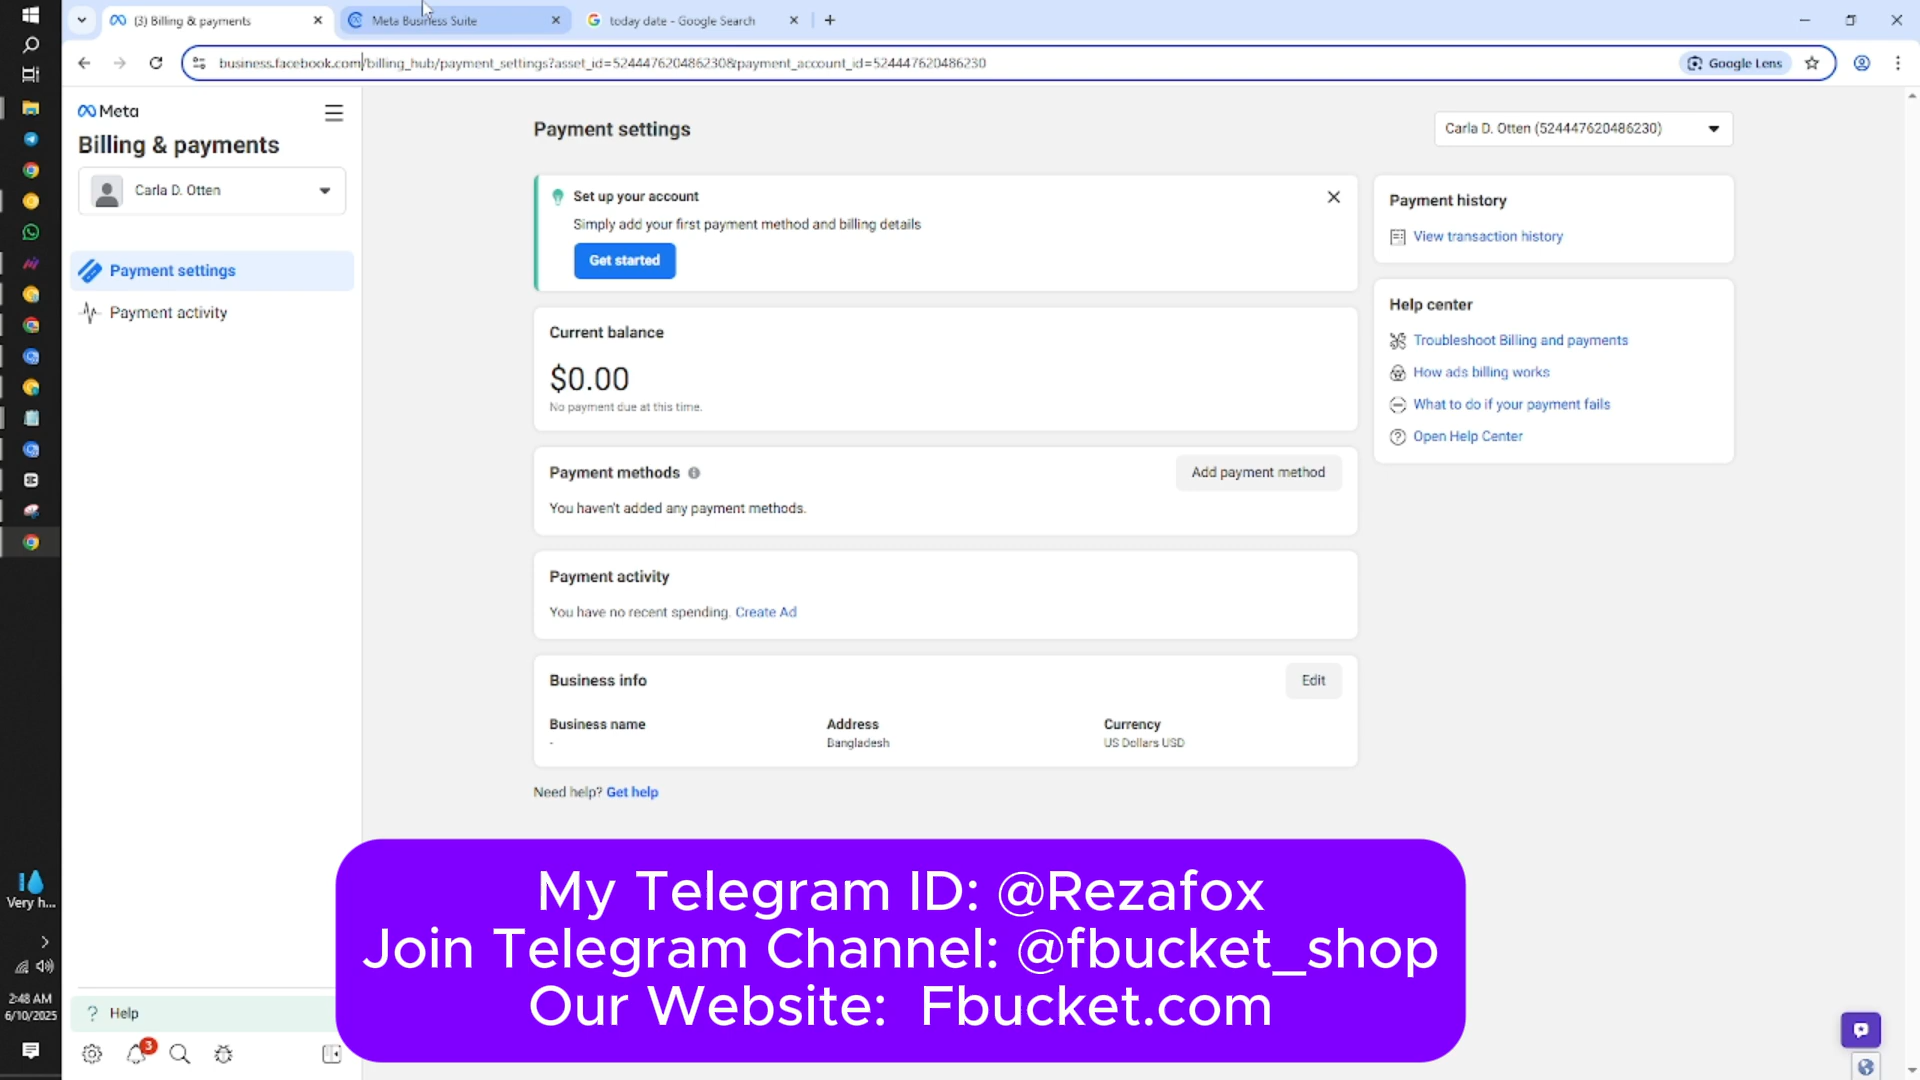 (3) Billing & payments
Meta Business Suite
today date - Google Search
business.facebook.com/billing_hub/payment_settings?asset_id=524447620486230&payment_account_id=524447620486230
Google Lens
Meta
Billing & payments
Carla D. Otten
Payment settings
Payment activity
Payment settings
Carla D. Otten (524447620486230)
Set up your account
Simply add your first payment method and billing details
Get started
Current balance
$0.00
No payment due at this time.
Payment methods
Add payment method
You haven't added any payment methods.
Payment activity
You have no recent spending. Create Ad
Business info
Edit
Business name
Address
Currency
-
Bangladesh
US Dollars USD
Need help? Get help
Payment history
View transaction history
Help center
Troubleshoot Billing and payments
How ads billing works
What to do if your payment fails
Open Help Center
My Telegram ID: @Rezafox
Join Telegram Channel: @fbucket_shop
Our Website: Fbucket.com
Very h...
2:48 AM
6/10/2025
? Help
3